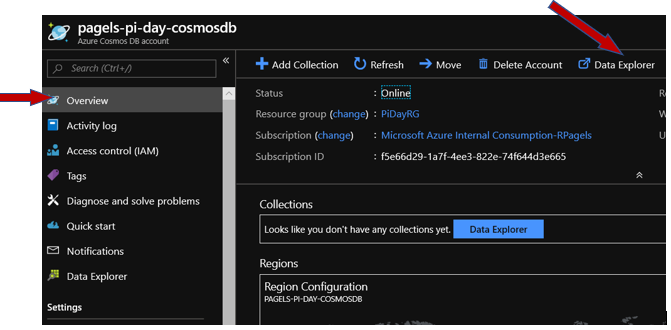 pagels-pi-day-cosmosdb
Azure Cosmos DB account
Search (Ctrl+/)
Overview
Activity log
Access control (IAM)
Tags
Diagnose and solve problems
Quick start
Notifications
Data Explorer
Settings
Add Collection Refresh Move Delete Account Data Explorer
Status : Online
Resource group (change) : PiDayRG
Subscription (change) : Microsoft Azure Internal Consumption-RPagels
Subscription ID : f5e66d29-1a7f-4ee3-822e-74f644d3e665
Collections
Looks like you don't have any collections yet. Data Explorer
Regions
Region Configuration
PAGELS-PI-DAY-COSMOSDB